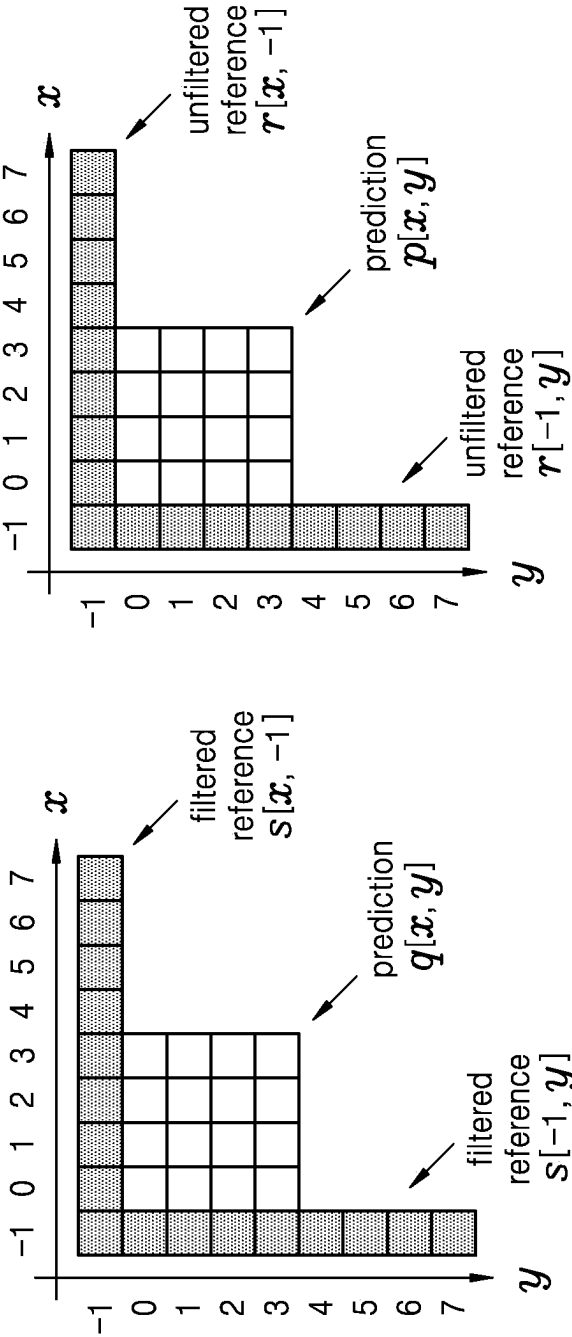 -1 0 1 2 3 4 5 6 7 x
-1
0
1
2
3
4
5
6
7
y
filtered
reference
s[x, -1]
prediction
q[x, y]
filtered
reference
s[-1, y]
-1 0 1 2 3 4 5 6 7 x
-1
0
1
2
3
4
5
6
7
y
unfiltered
reference
r[x, -1]
prediction
p[x, y]
unfiltered
reference
r[-1, y]